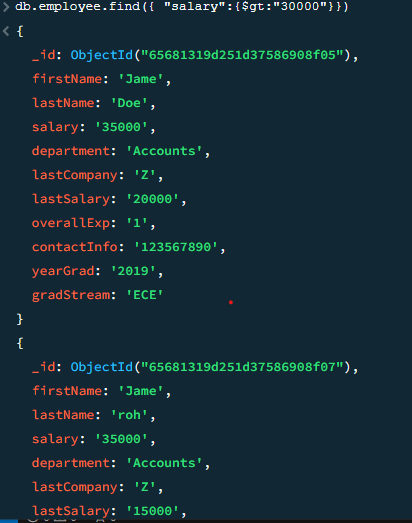 db.employee.find({ "salary":{$gt:"30000"}})
{
_id: ObjectId("65681319d251d37586908f05"),
firstName: 'Jame',
lastName: 'Doe',
salary: '35000',
department: 'Accounts',
lastCompany: 'Z',
lastSalary: '20000',
overallExp: '1',
contactInfo: '123567890',
yearGrad: '2019',
gradStream: 'ECE'
}
{
_id: ObjectId("65681319d251d37586908f07"),
firstName: 'Jame',
lastName: 'roh',
salary: '35000',
department: 'Accounts',
lastCompany: 'Z',
lastSalary: '15000',